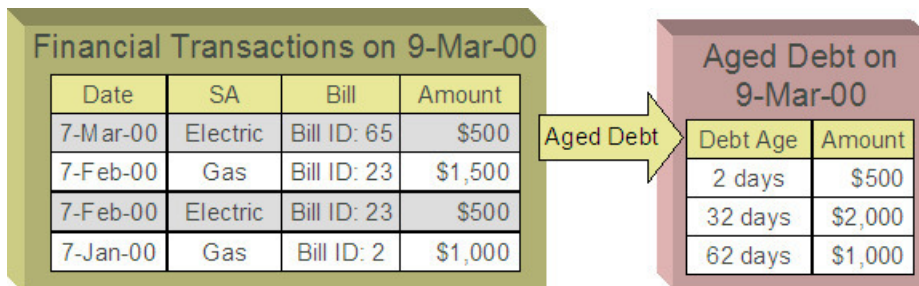 Financial Transactions on 9-Mar-00
Date SA Bill Amount
7-Mar-00 Electric Bill ID: 65 $500
7-Feb-00 Gas Bill ID: 23 $1,500
7-Feb-00 Electric Bill ID: 23 $500
7-Jan-00 Gas Bill ID: 2 $1,000
Aged Debt
Aged Debt on
9-Mar-00
Debt Age Amount
2 days $500
32 days $2,000
62 days $1,000